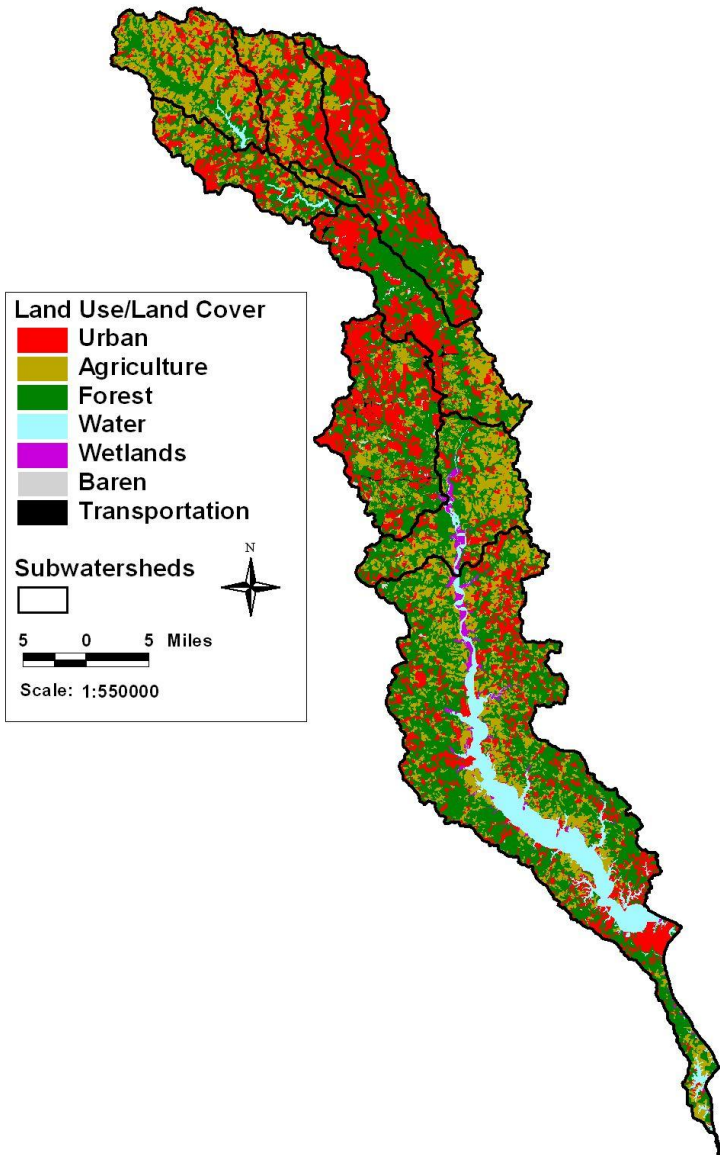 Land Use/Land Cover
Urban
Agriculture
Forest
Water
Wetlands
Baren
Transportation
Subwatersheds
N
5 0 5 Miles
Scale: 1:550000